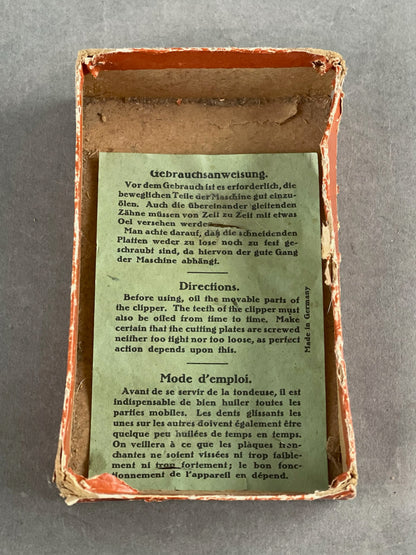 Gebrauchsanweisung.
Vor dem Gebrauch ist es erforderlich, die
beweglichen Teile der Maschine gut einzu-
ölen. Auch die übereinander gleitenden
Zähne müssen von Zeit zu Zeit mit etwas
Oel versehen werden.
Man achte darauf, daß die schneidenden
Platten weder zu lose noch zu fest ge-
schraubt sind, da hiervon der gute Gang
der Maschine abhängt.
Directions.
Before using, oil the movable parts of
the clipper. The teeth of the clipper must
also be oiled from time to time. Make
certain that the cutting plates are screwed
neither too tight nor too loose, as perfect
action depends upon this.
Made in Germany
Mode d'emploi.
Avant de se servir de la tondeuse, il est
indispensable de bien huiler toutes les
parties mobiles. Les dents glissants les
unes sur les autres doivent également être
quelque peu huilées de temps en temps.
On veillera à ce que les plaques tran-
chantes ne soient vissées ni trop faible-
ment ni trop fortement; le bon fonc-
tionnement de l'appareil en dépend.